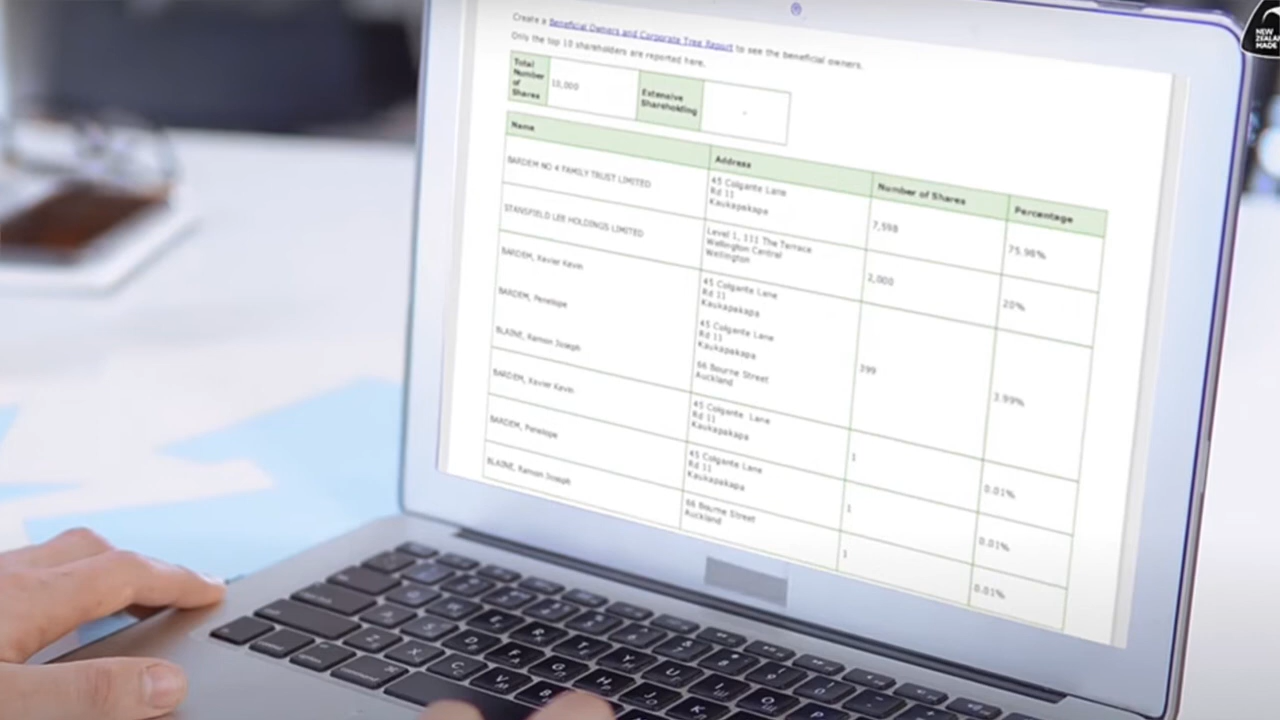 NEW
ZEALAND
MADE
Create a Beneficial Owners and Corporate Tree Report to see the beneficial owners.
Only the top 10 shareholders are reported here.
Total Number of Shares 10,000 Extensive Shareholding -
Name Address Number of Shares Percentage
BARDEM NO 4 FAMILY TRUST LIMITED 45 Colgante Lane 7,598 75.98%
Rd 11
Kaukapakapa
STANSFIELD LEE HOLDINGS LIMITED Level 1, 111 The Terrace 2,000 20%
Wellington Central
Wellington
BARDEM, Xavier Kevin 45 Colgante Lane 399 3.99%
Rd 11
Kaukapakapa
BARDEM, Penelope 45 Colgante Lane
Rd 11
Kaukapakapa
BLAINE, Ramon Joseph 66 Bourne Street
Auckland
BARDEM, Xavier Kevin 45 Colgante Lane 1 0.01%
Rd 11
Kaukapakapa
BARDEM, Penelope 45 Colgante Lane 1 0.01%
Rd 11
Kaukapakapa
BLAINE, Ramon Joseph 66 Bourne Street 1 0.01%
Auckland